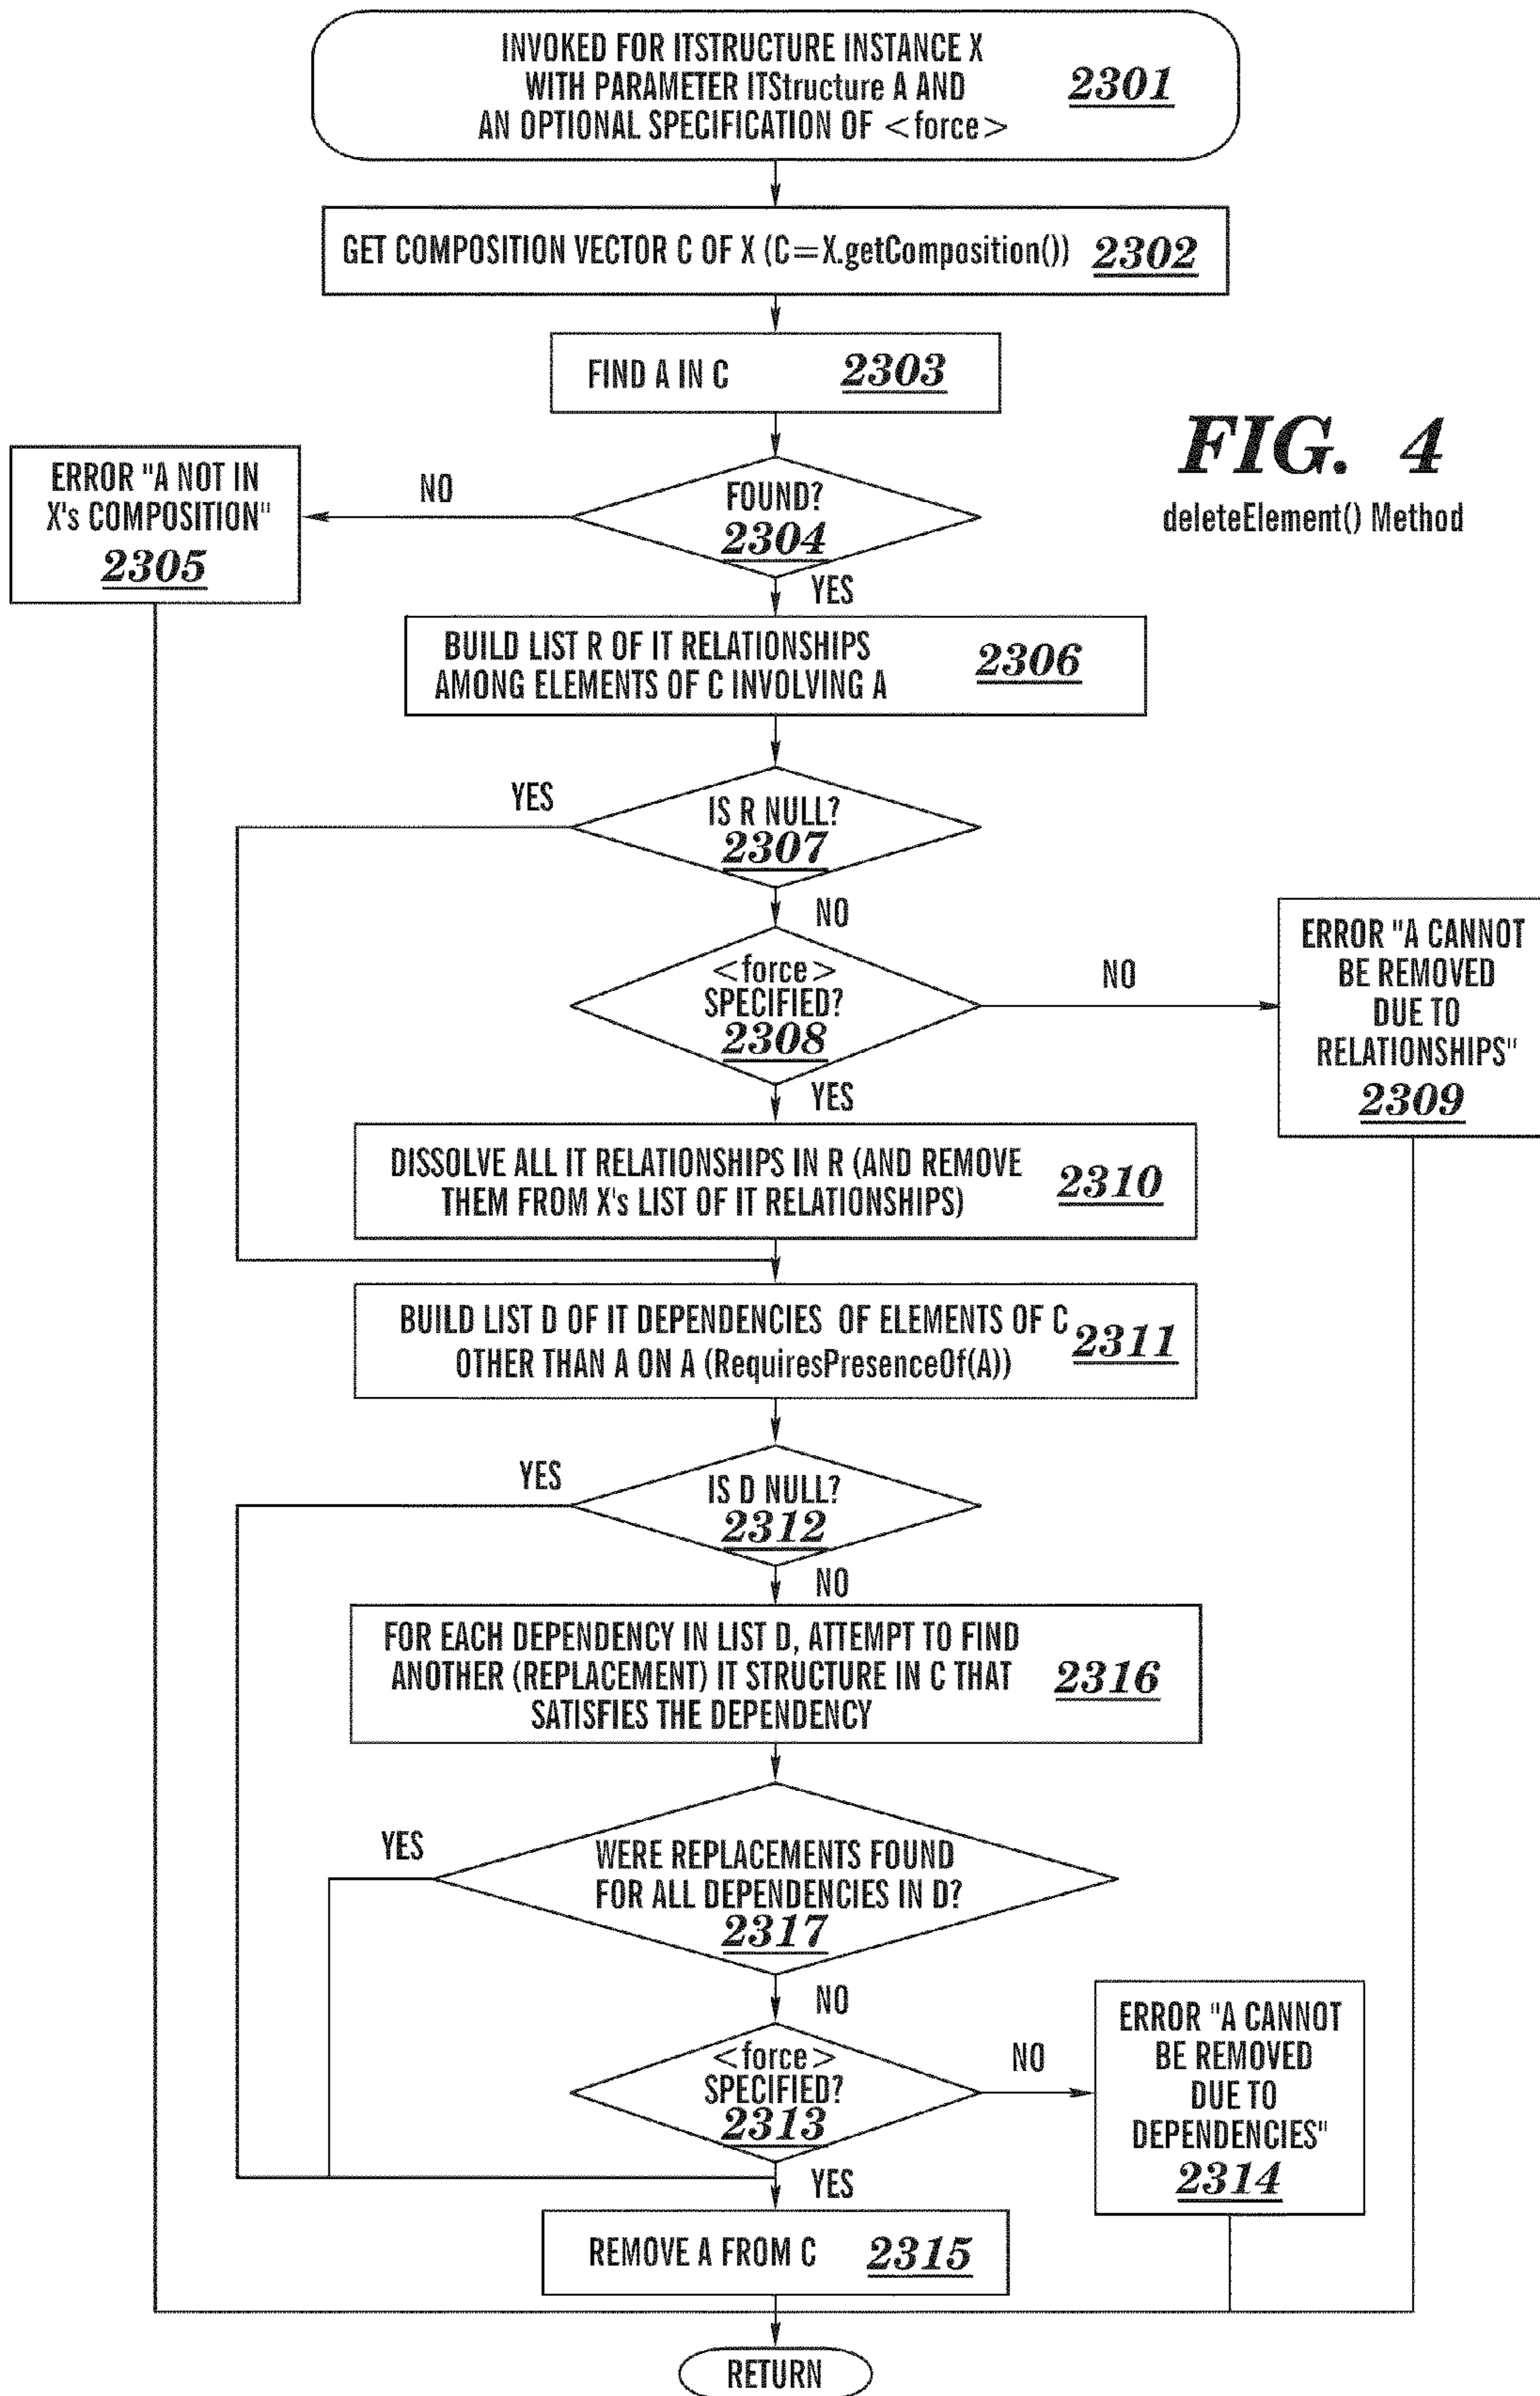 INVOKED FOR ITSTRUCTURE INSTANCE X
WITH PARAMETER ITStructure A AND
AN OPTIONAL SPECIFICATION OF <force>
2301
GET COMPOSITION VECTOR C OF X (C=X.getComposition()) 2302
FIND A IN C 2303
FIG. 4
deleteElement() Method
ERROR "A NOT IN
X's COMPOSITION"
2305
NO
FOUND?
2304
YES
BUILD LIST R OF IT RELATIONSHIPS
AMONG ELEMENTS OF C INVOLVING A
2306
YES
IS R NULL?
2307
NO
<force>
SPECIFIED?
2308
NO
ERROR "A CANNOT
BE REMOVED
DUE TO
RELATIONSHIPS"
2309
YES
DISSOLVE ALL IT RELATIONSHIPS IN R (AND REMOVE
THEM FROM X's LIST OF IT RELATIONSHIPS)
2310
BUILD LIST D OF IT DEPENDENCIES OF ELEMENTS OF C
OTHER THAN A ON A (RequiresPresenceOf(A))
2311
YES
IS D NULL?
2312
NO
FOR EACH DEPENDENCY IN LIST D, ATTEMPT TO FIND
ANOTHER (REPLACEMENT) IT STRUCTURE IN C THAT
SATISFIES THE DEPENDENCY
2316
YES
WERE REPLACEMENTS FOUND
FOR ALL DEPENDENCIES IN D?
2317
NO
<force>
SPECIFIED?
2313
NO
ERROR "A CANNOT
BE REMOVED
DUE TO
DEPENDENCIES"
2314
YES
REMOVE A FROM C 2315
RETURN